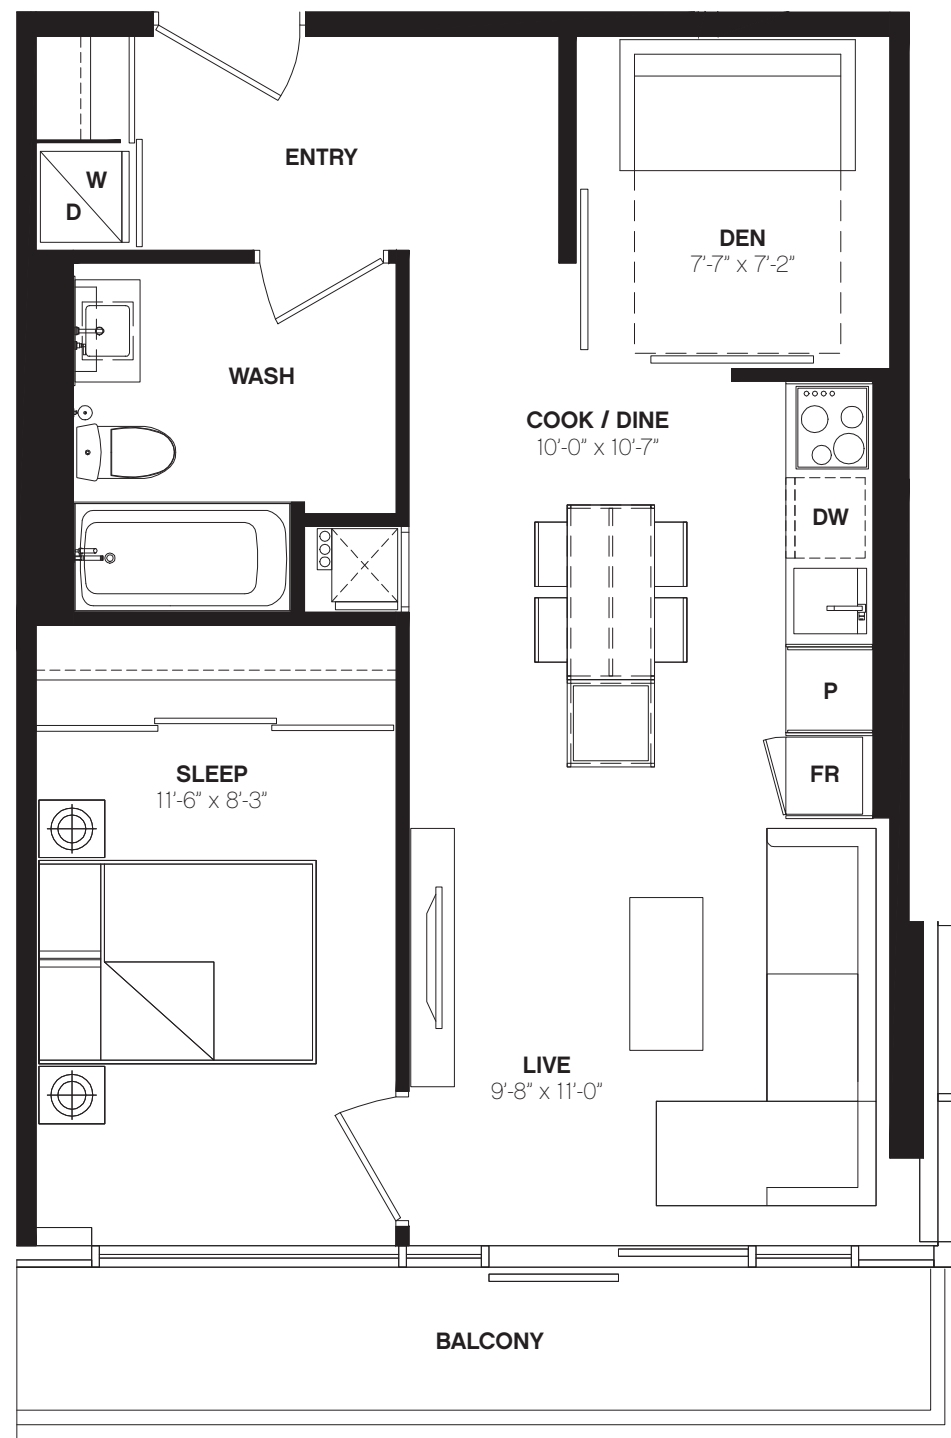 ENTRY
W
D
DEN
7'-7" x 7'-2"
WASH
COOK / DINE
10'-0" x 10'-7"
DW
P
FR
SLEEP
11'-6" x 8'-3"
LIVE
9'-8" x 11'-0"
BALCONY